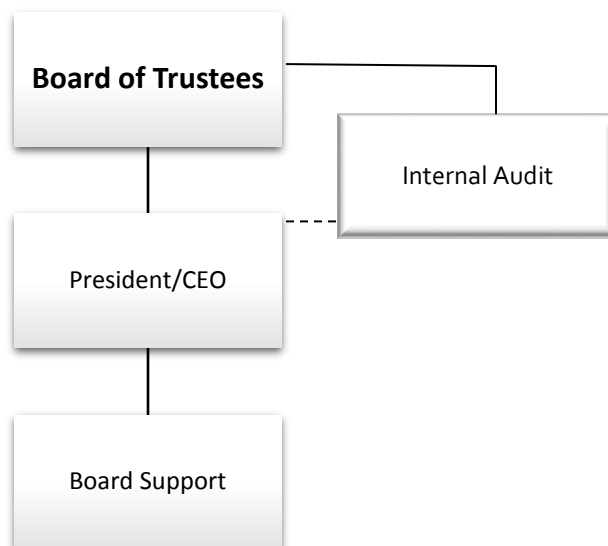 Board of Trustees
Internal Audit
President/CEO
Board Support